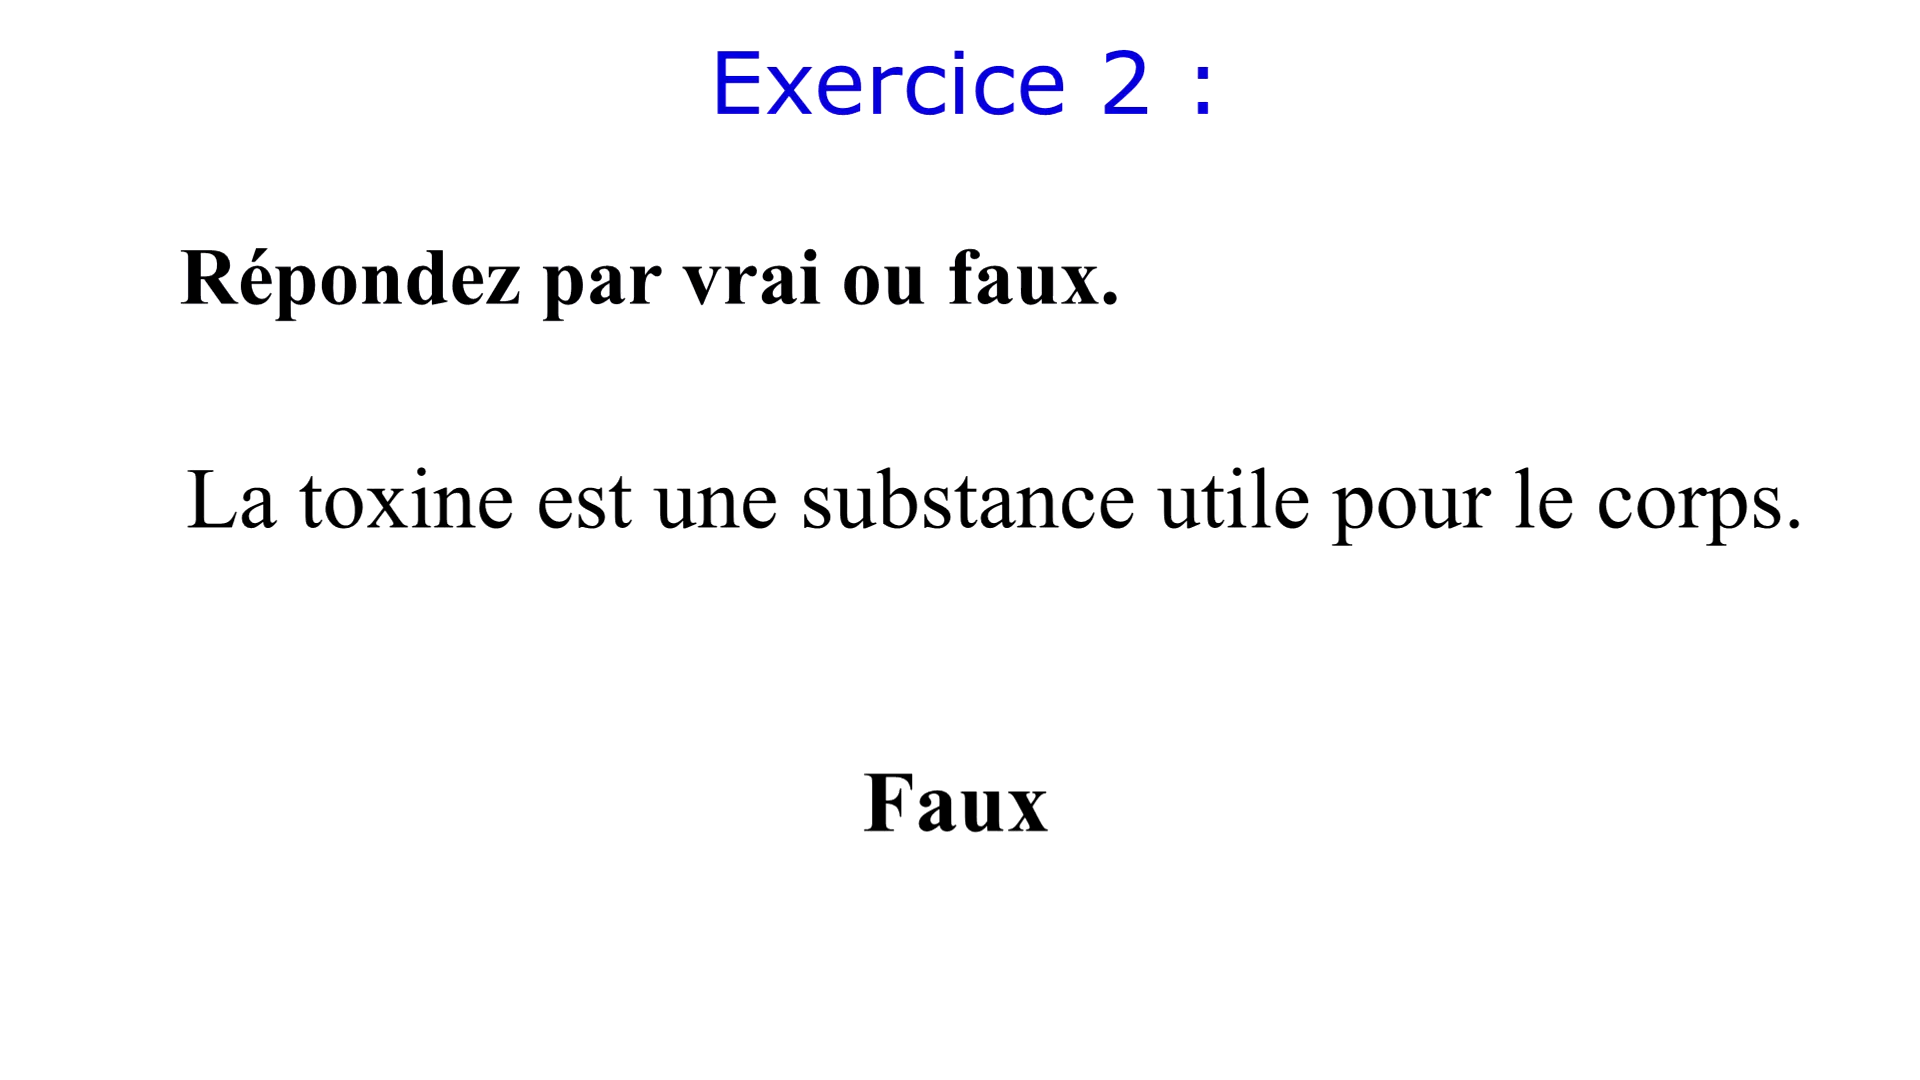 Exercice 2 :
Répondez par vrai ou faux.
La toxine est une substance utile pour le corps.
Faux